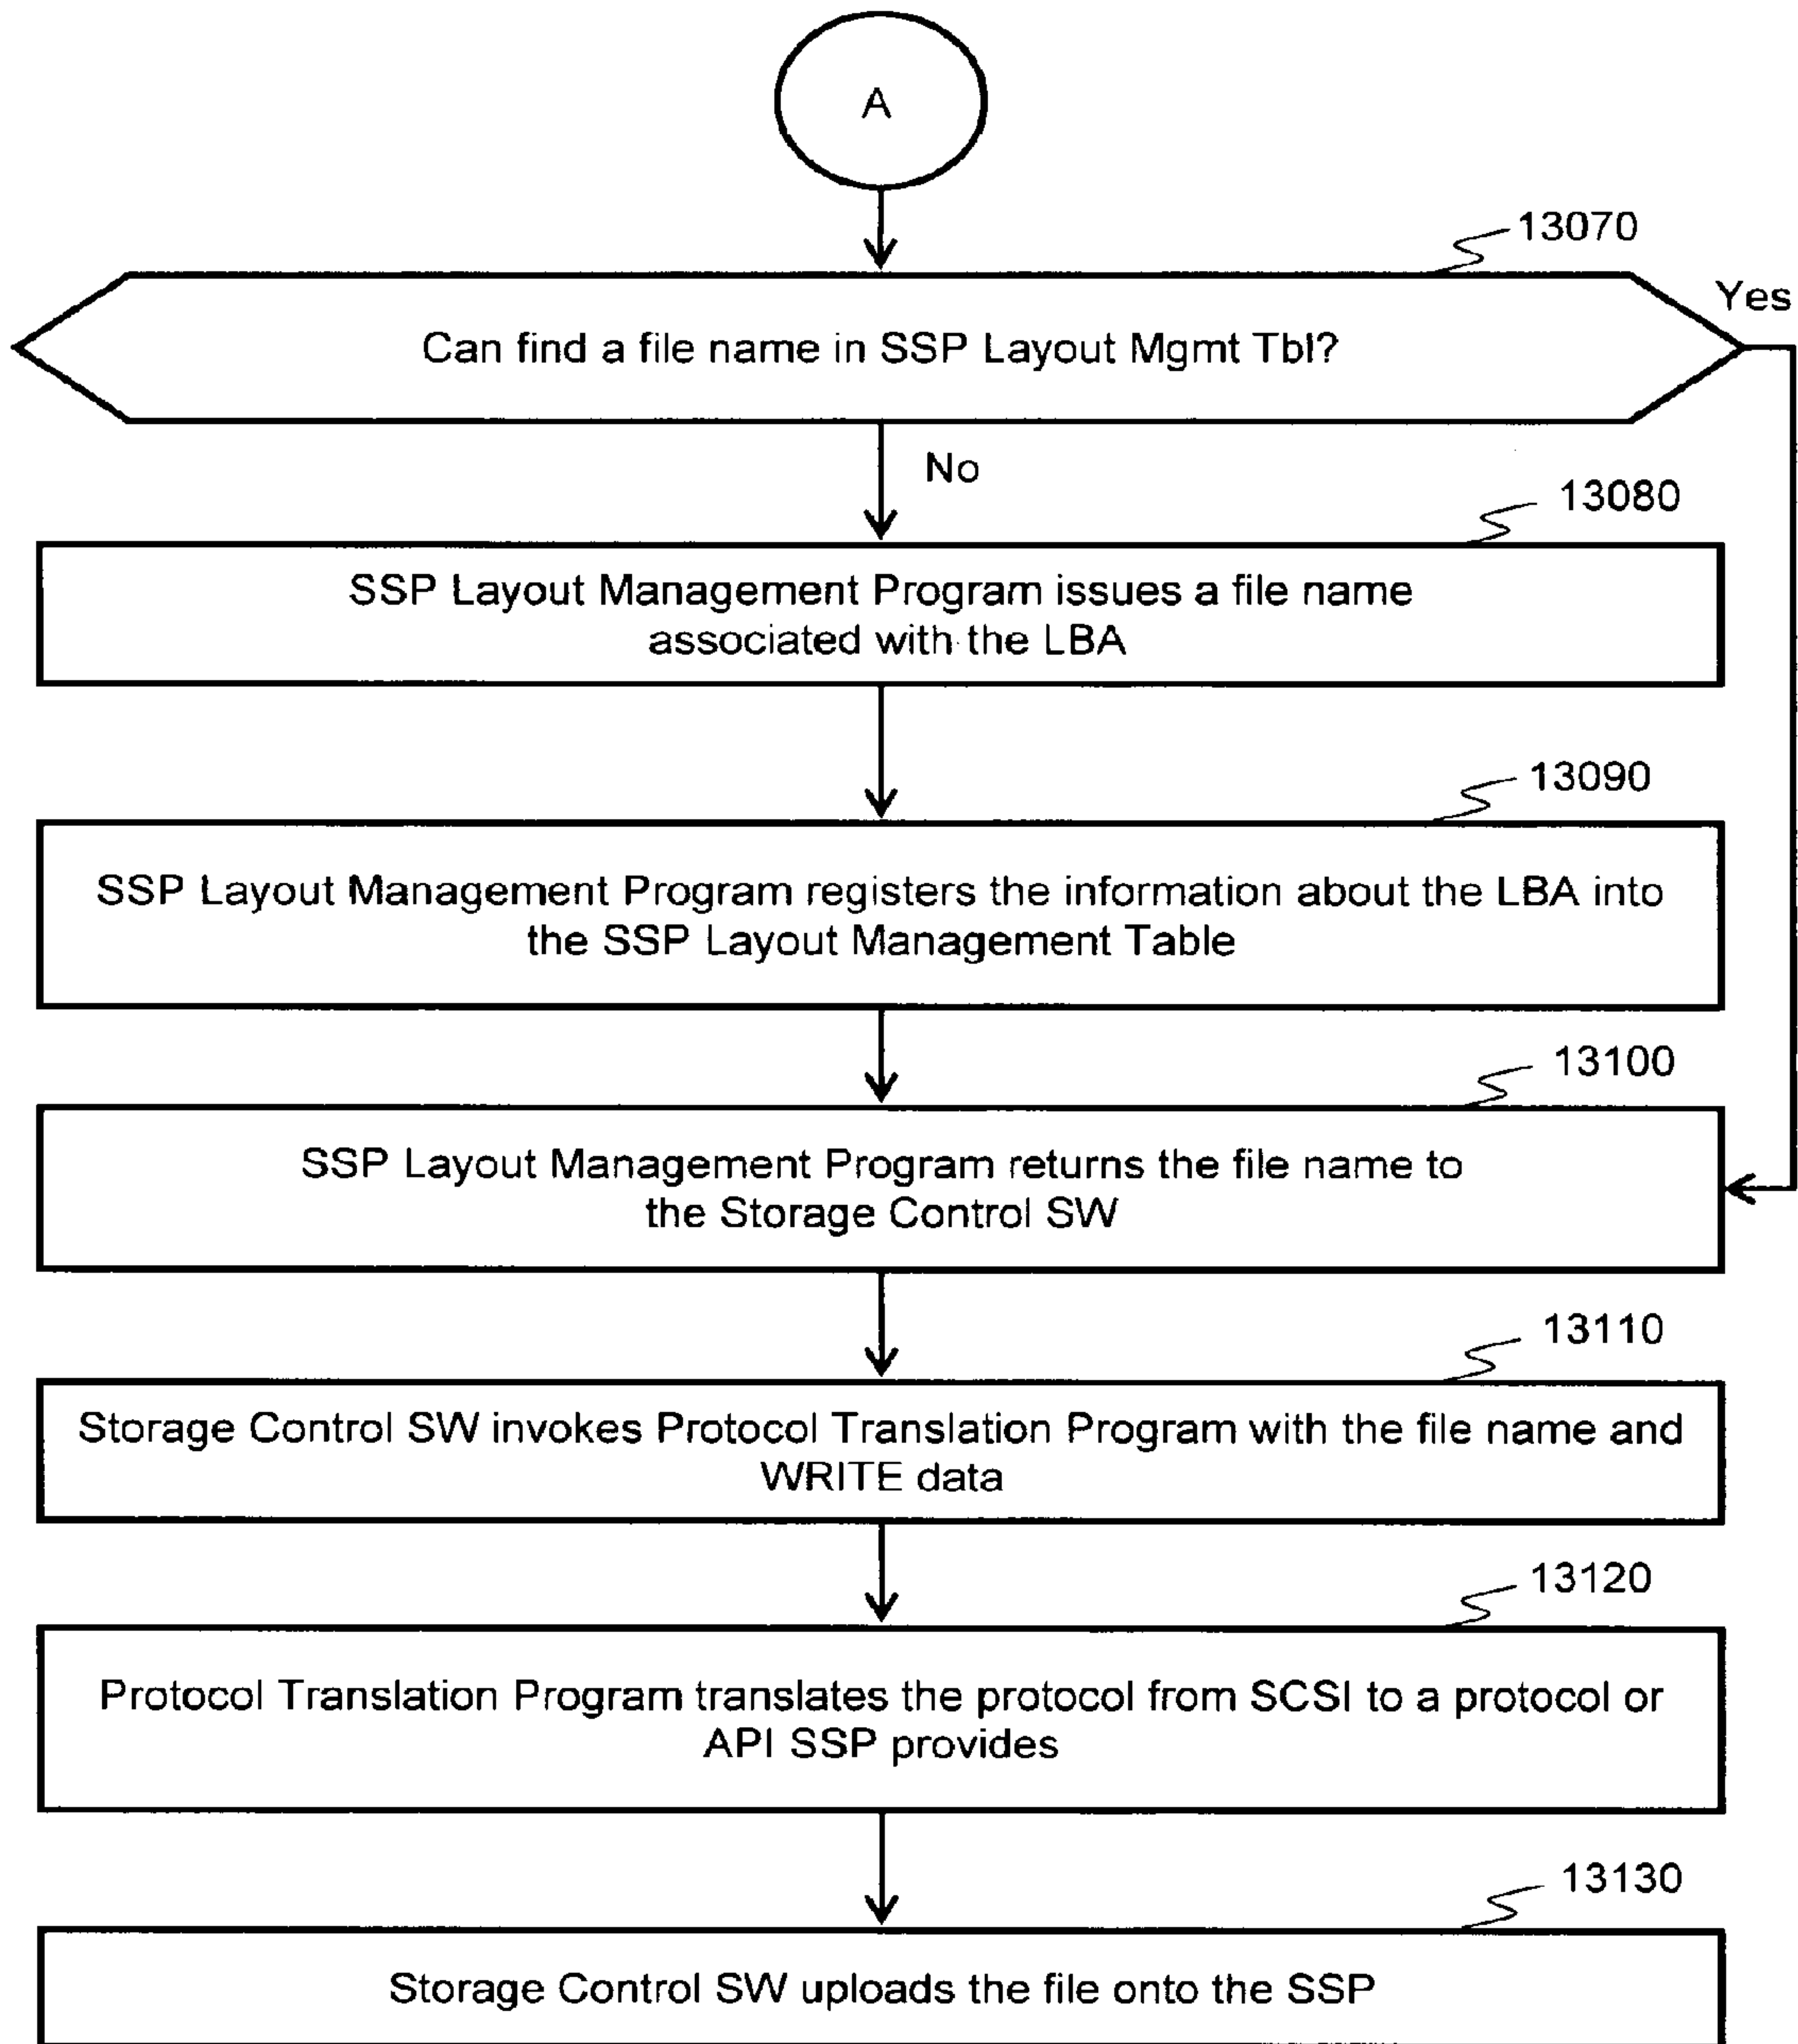 A
13070
Yes
Can find a file name in SSP Layout Mgmt Tbl?
No
13080
SSP Layout Management Program issues a file name
associated with the LBA
13090
SSP Layout Management Program registers the information about the LBA into
the SSP Layout Management Table
13100
SSP Layout Management Program returns the file name to
the Storage Control SW
13110
Storage Control SW invokes Protocol Translation Program with the file name and
WRITE data
13120
Protocol Translation Program translates the protocol from SCSI to a protocol or
API SSP provides
13130
Storage Control SW uploads the file onto the SSP